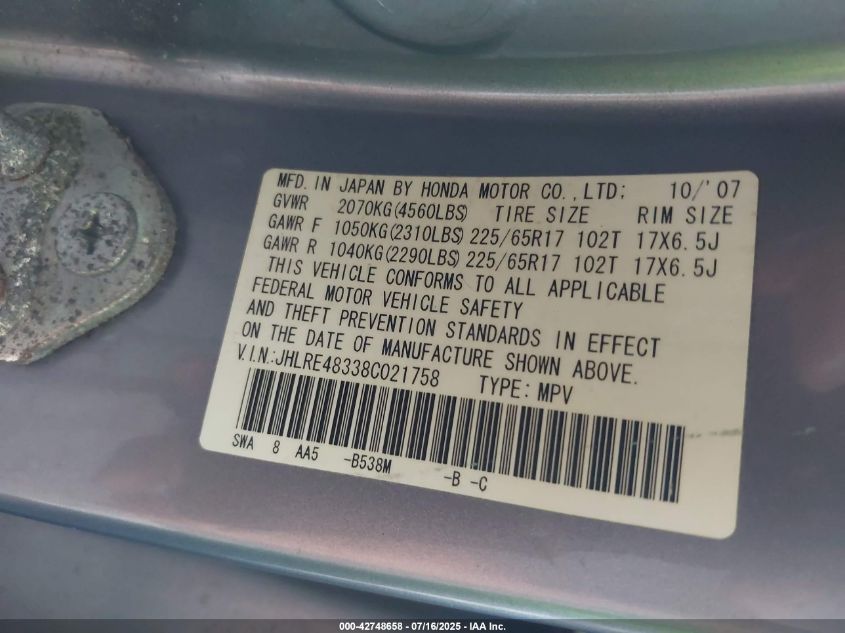 MFD. IN JAPAN BY HONDA MOTOR CO., LTD: 10/'07
GVWR 2070KG(4560LBS) TIRE SIZE RIM SIZE
GAWR F 1050KG(2310LBS) 225/65R17 102T 17X6.5J
GAWR R 1040KG(2290LBS) 225/65R17 102T 17X6.5J
THIS VEHICLE CONFORMS TO ALL APPLICABLE
FEDERAL MOTOR VEHICLE SAFETY
AND THEFT PREVENTION STANDARDS IN EFFECT
ON THE DATE OF MANUFACTURE SHOWN ABOVE.
V.I.N.:JHLRE48338C021758 TYPE: MPV
SWA 8 AA5 -B538M -B -C
000-42748658 - 07/16/2025 - IAA Inc.